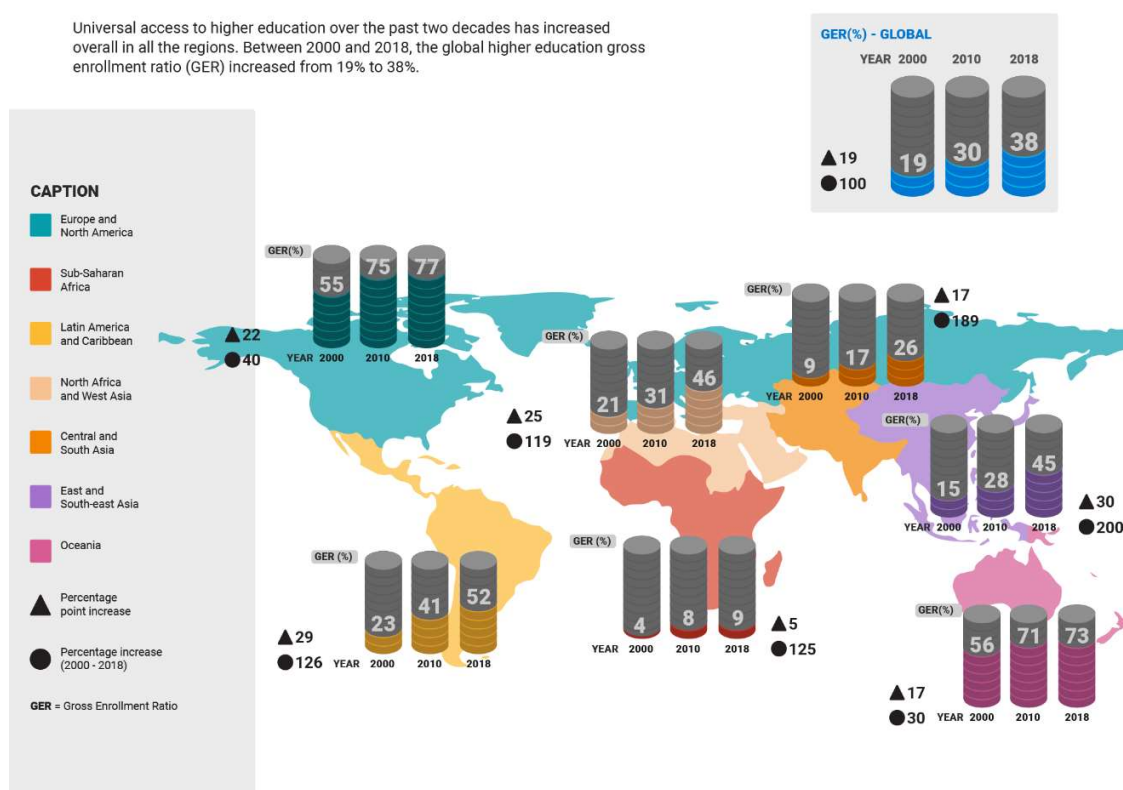 Universal access to higher education over the past two decades has increased
overall in all the regions. Between 2000 and 2018, the global higher education gross
enrollment ratio (GER) increased from 19% to 38%.
GER(%) - GLOBAL
YEAR 2000 2010 2018
19 30 38
19
100
CAPTION
Europe and
North America
Sub-Saharan
Africa
Latin America
and Caribbean
North Africa
and West Asia
Central and
South Asia
East and
South-east Asia
Oceania
Percentage
point increase
Percentage increase
(2000 - 2018)
GER = Gross Enrollment Ratio
GER(%)
55 75 77
22
40
YEAR 2000 2010 2018
GER (%)
21 31 46
25
119
YEAR 2000 2010 2018
GER(%)
9 17 26
17
189
YEAR 2000 2010 2018
GER(%)
15 28 45
30
200
YEAR 2000 2010 2018
GER (%)
23 41 52
29
126
YEAR 2000 2010 2018
GER (%)
4 8 9
5
125
YEAR 2000 2010 2018
GER(%)
56 71 73
17
30
YEAR 2000 2010 2018